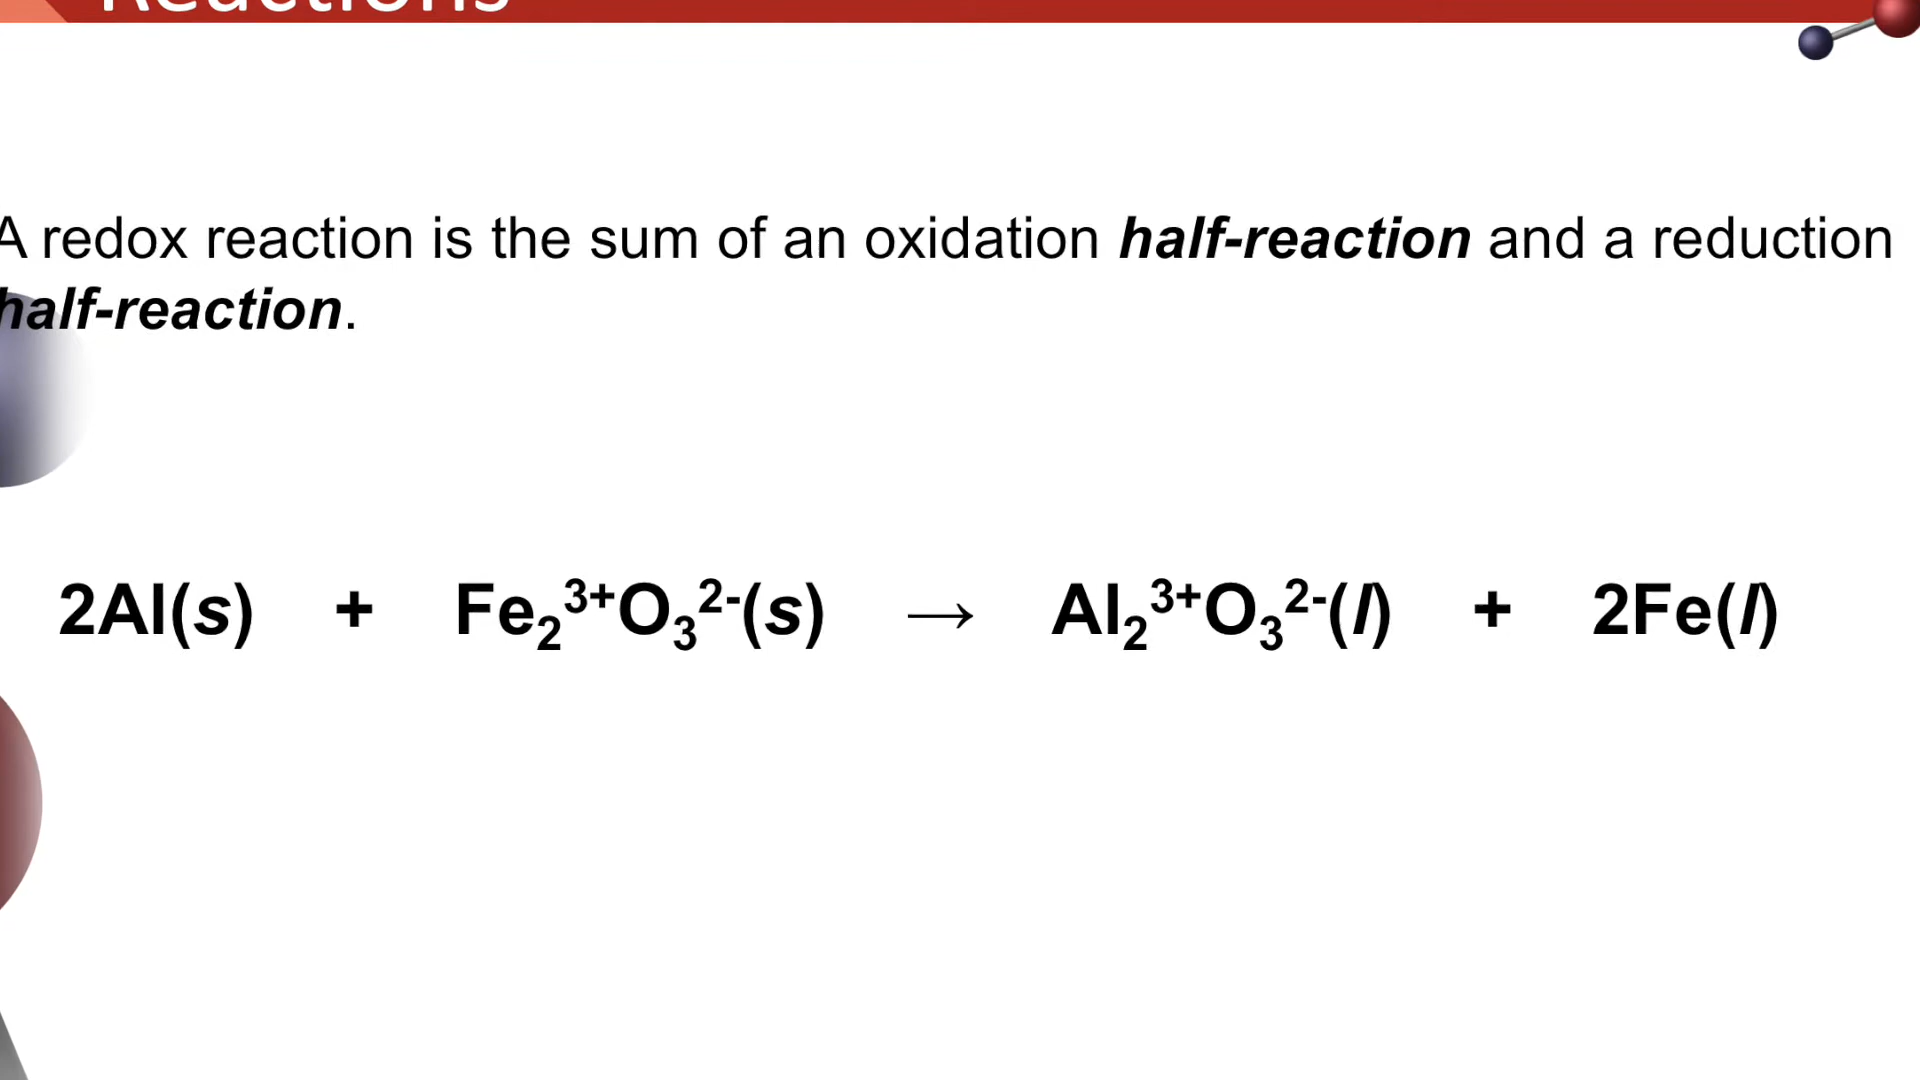 Reactions
A redox reaction is the sum of an oxidation half-reaction and a reduction
half-reaction.
2Al(s) + Fe₂³⁺O₃²⁻(s) → Al₂³⁺O₃²⁻(l) + 2Fe(l)